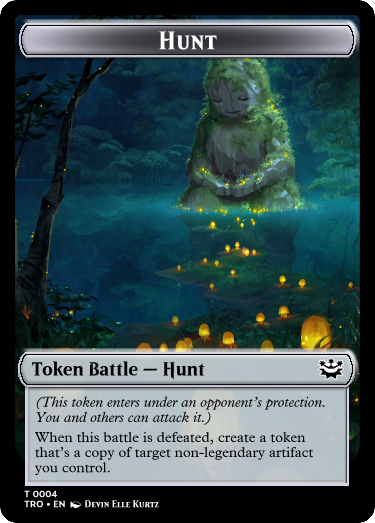 Hunt
Token Battle — Hunt
(This token enters under an opponent's protection.
You and others can attack it.)
When this battle is defeated, create a token
that's a copy of target non-legendary artifact
you control.
T 0004
TRO • EN Devin Elle Kurtz